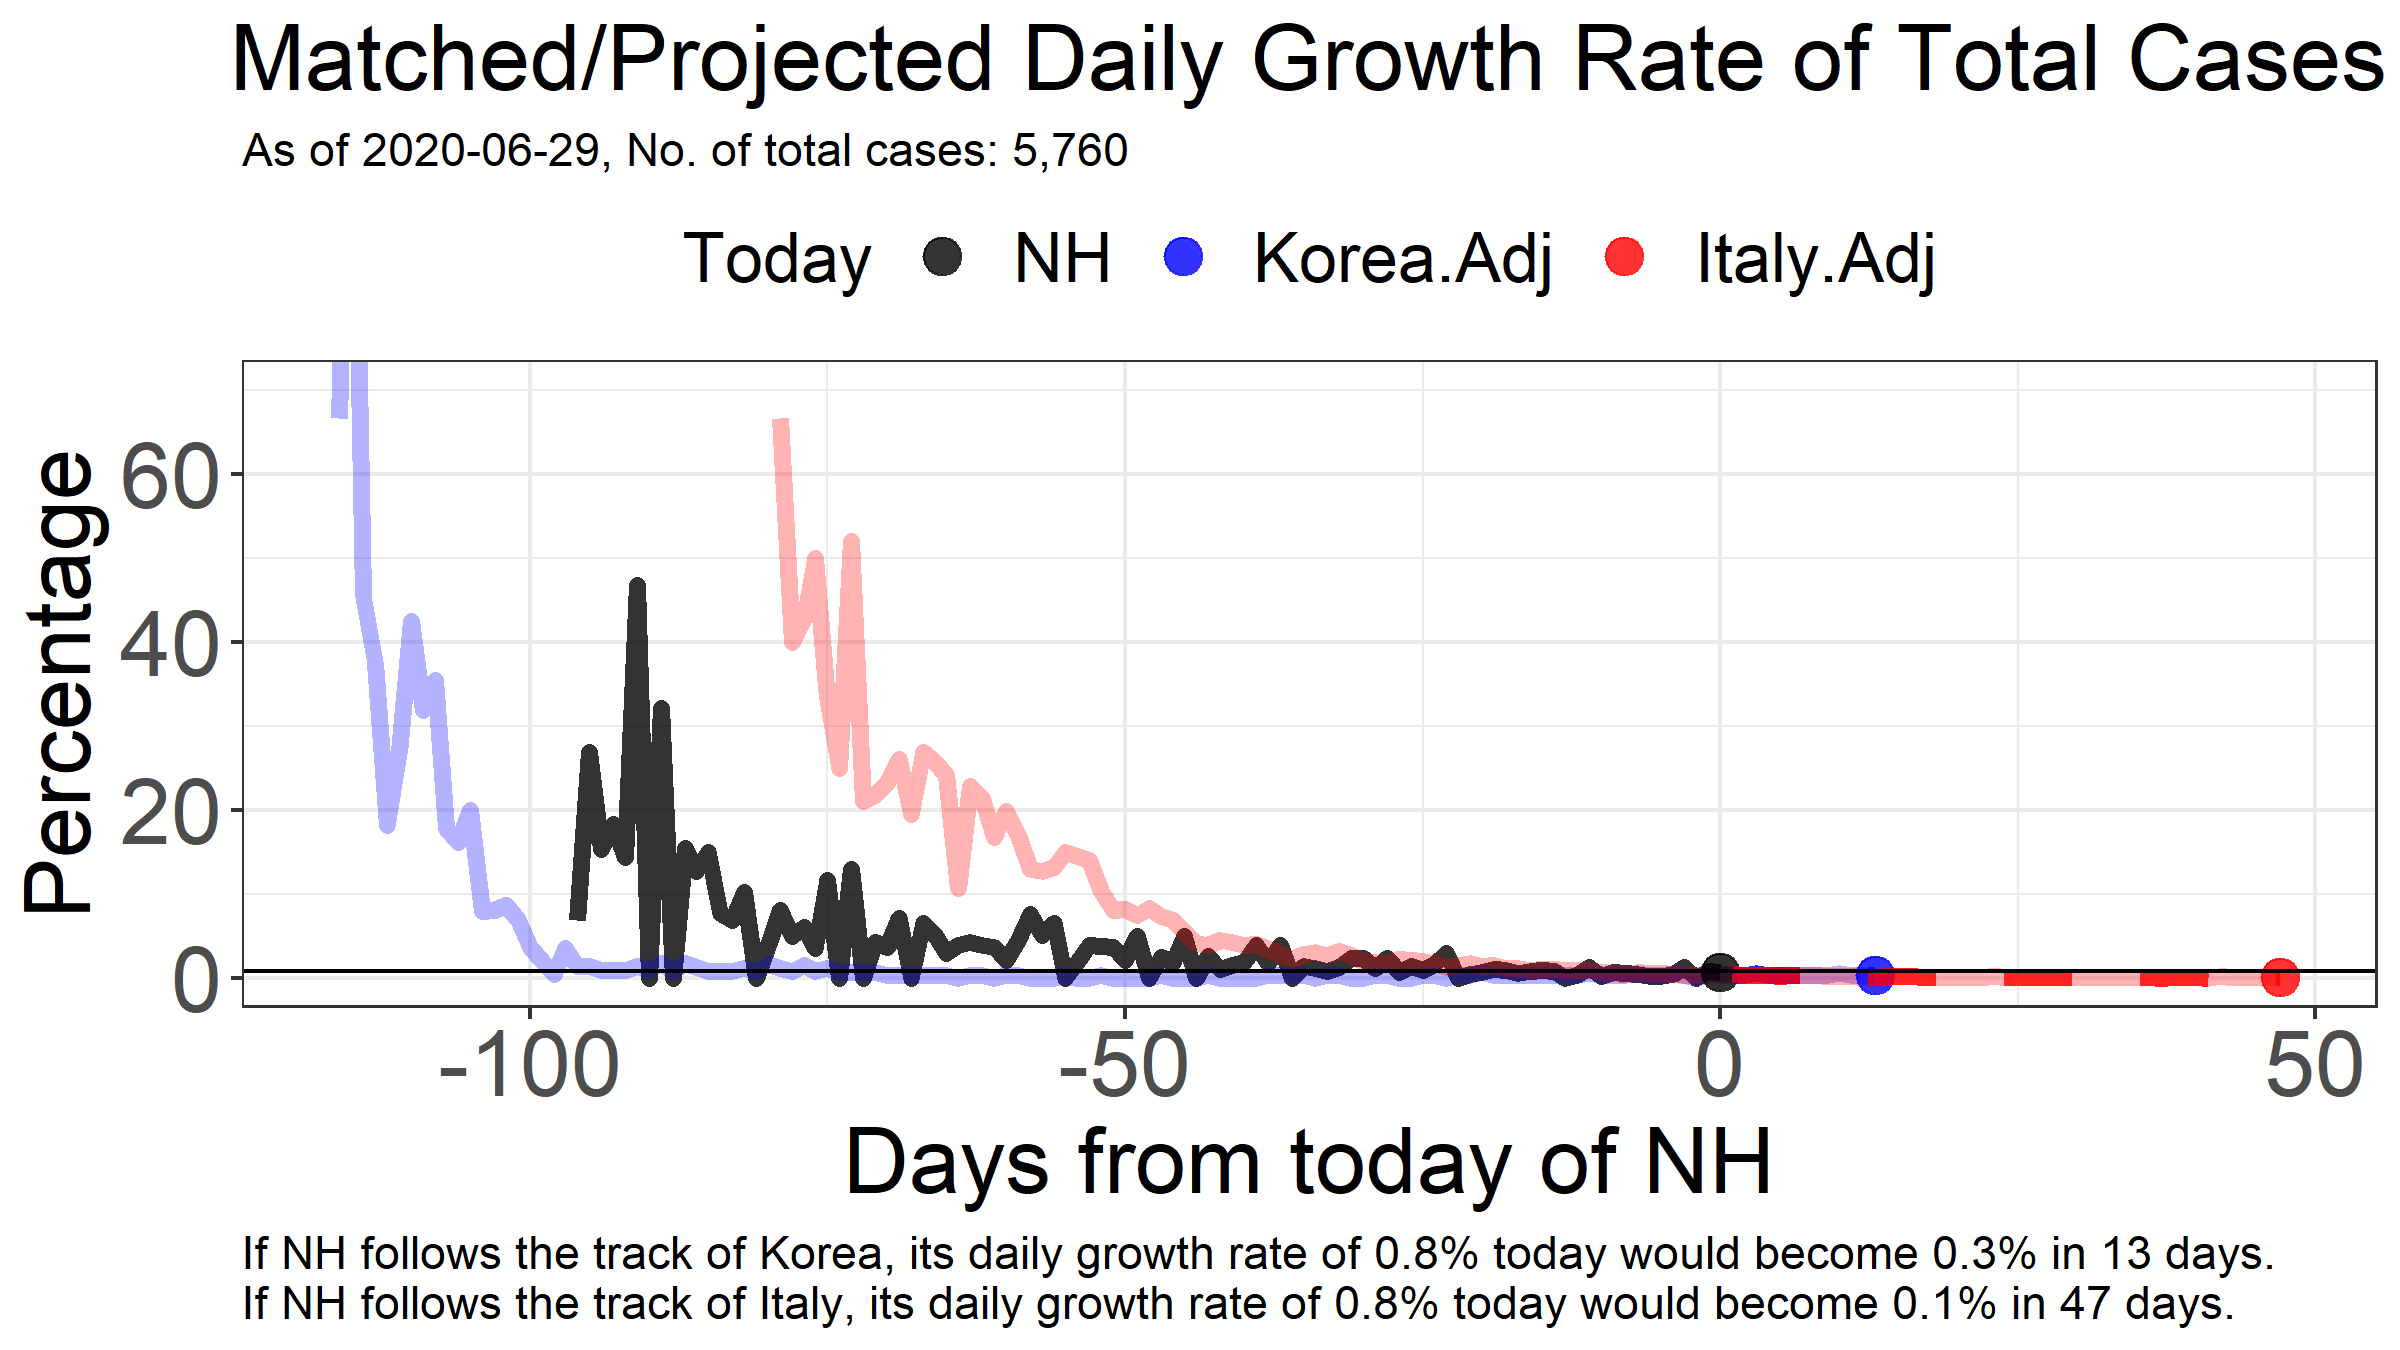 Matched/Projected Daily Growth Rate of Total Cases
As of 2020-06-29, No. of total cases: 5,760
Today NH Korea.Adj Italy.Adj
Percentage
60
40
20
0
-100 -50 0 50
Days from today of NH
If NH follows the track of Korea, its daily growth rate of 0.8% today would become 0.3% in 13 days.
If NH follows the track of Italy, its daily growth rate of 0.8% today would become 0.1% in 47 days.